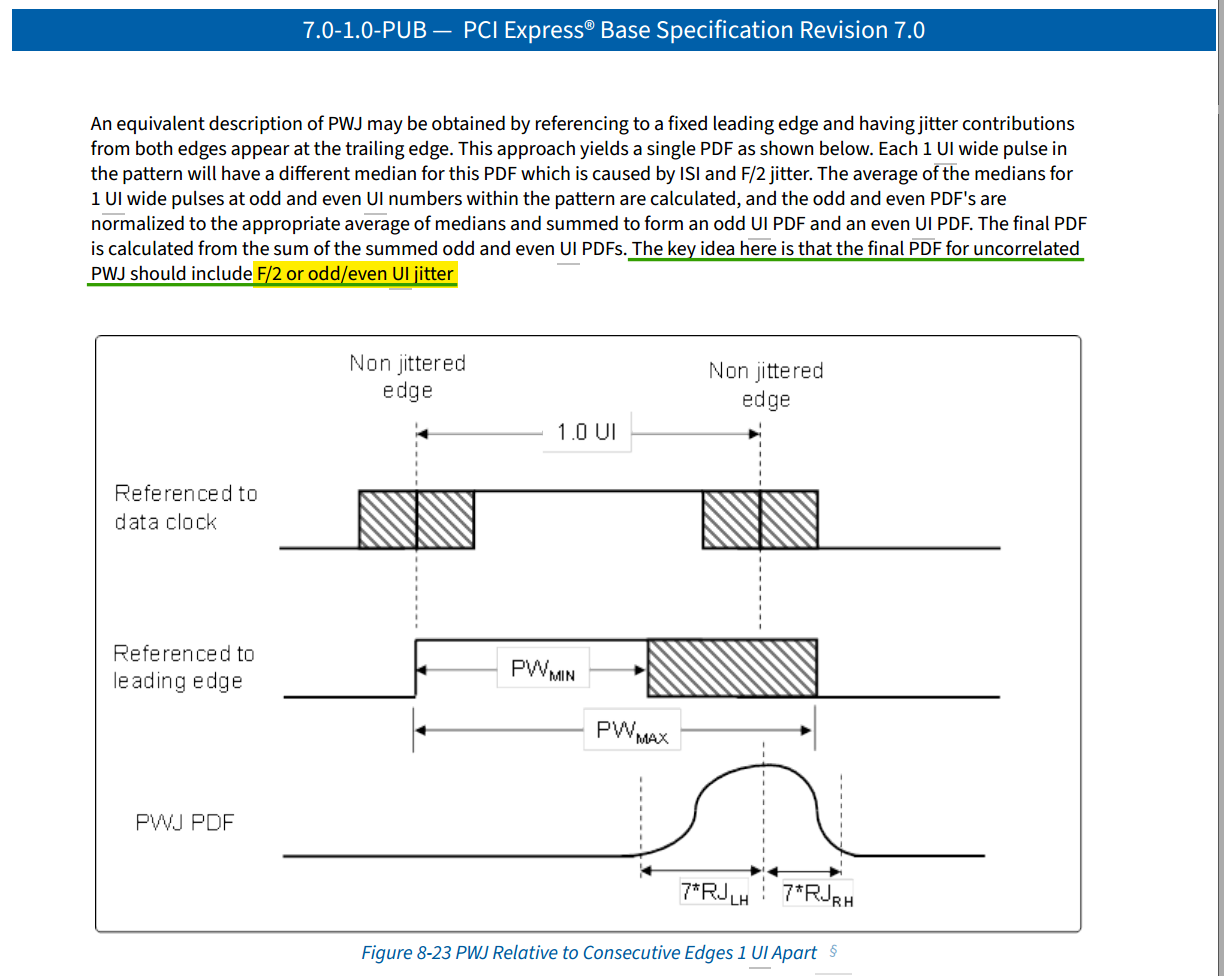 7.0-1.0-PUB — PCI Express® Base Specification Revision 7.0
An equivalent description of PWJ may be obtained by referencing to a fixed leading edge and having jitter contributions
from both edges appear at the trailing edge. This approach yields a single PDF as shown below. Each 1 UI wide pulse in
the pattern will have a different median for this PDF which is caused by ISI and F/2 jitter. The average of the medians for
1 UI wide pulses at odd and even UI numbers within the pattern are calculated, and the odd and even PDF's are
normalized to the appropriate average of medians and summed to form an odd UI PDF and an even UI PDF. The final PDF
is calculated from the sum of the summed odd and even UI PDFs. The key idea here is that the final PDF for uncorrelated
PWJ should include F/2 or odd/even UI jitter
Non jittered
edge
Non jittered
edge
1.0 UI
Referenced to
data clock
Referenced to
leading edge
PWMIN
PWMAX
PWJ PDF
7*RJLH
7*RJRH
Figure 8-23 PWJ Relative to Consecutive Edges 1 UI Apart §